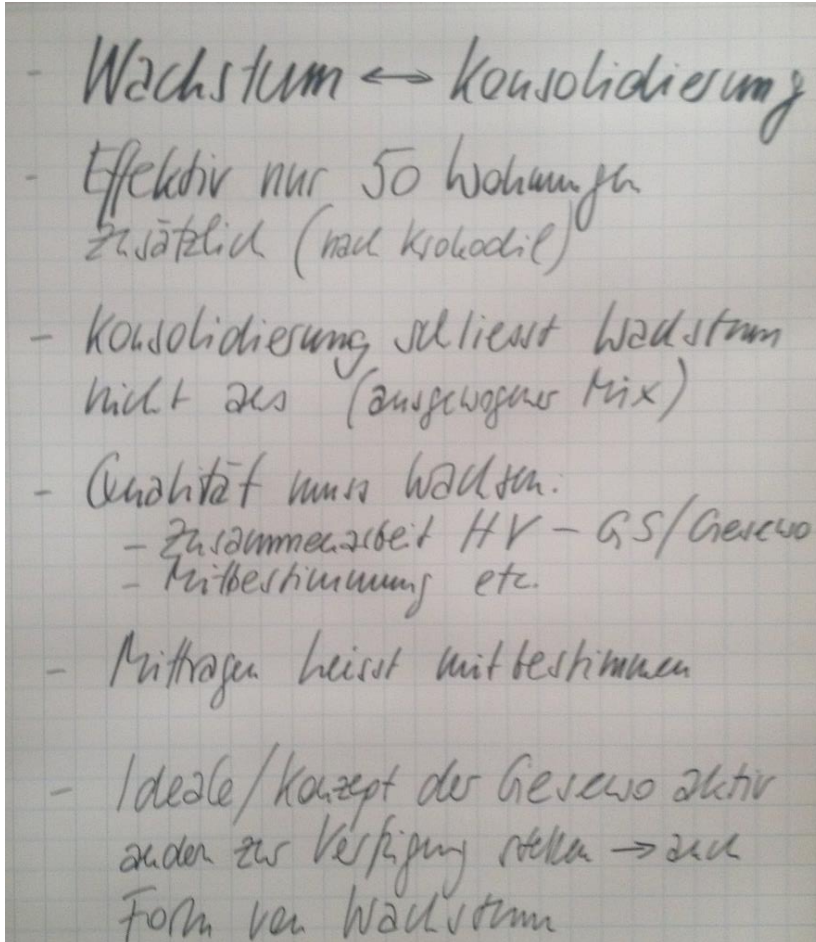 - Wachstum ↔ Konsolidierung
- Effektiv nur 50 Wohnungen
zusätzlich (nach Krokodil)
- Konsolidierung schliesst Wachstum
nicht aus (ausgewogener Mix)
- Qualität muss wachsen:
- Zusammenarbeit HV - GS/Gesewo
- Mitbestimmung etc.
- Mittragen heisst mitbestimmen
- Ideale/Konzept der Gesewo aktiv
anderen zur Verfügung stellen → auch
Form von Wachstum